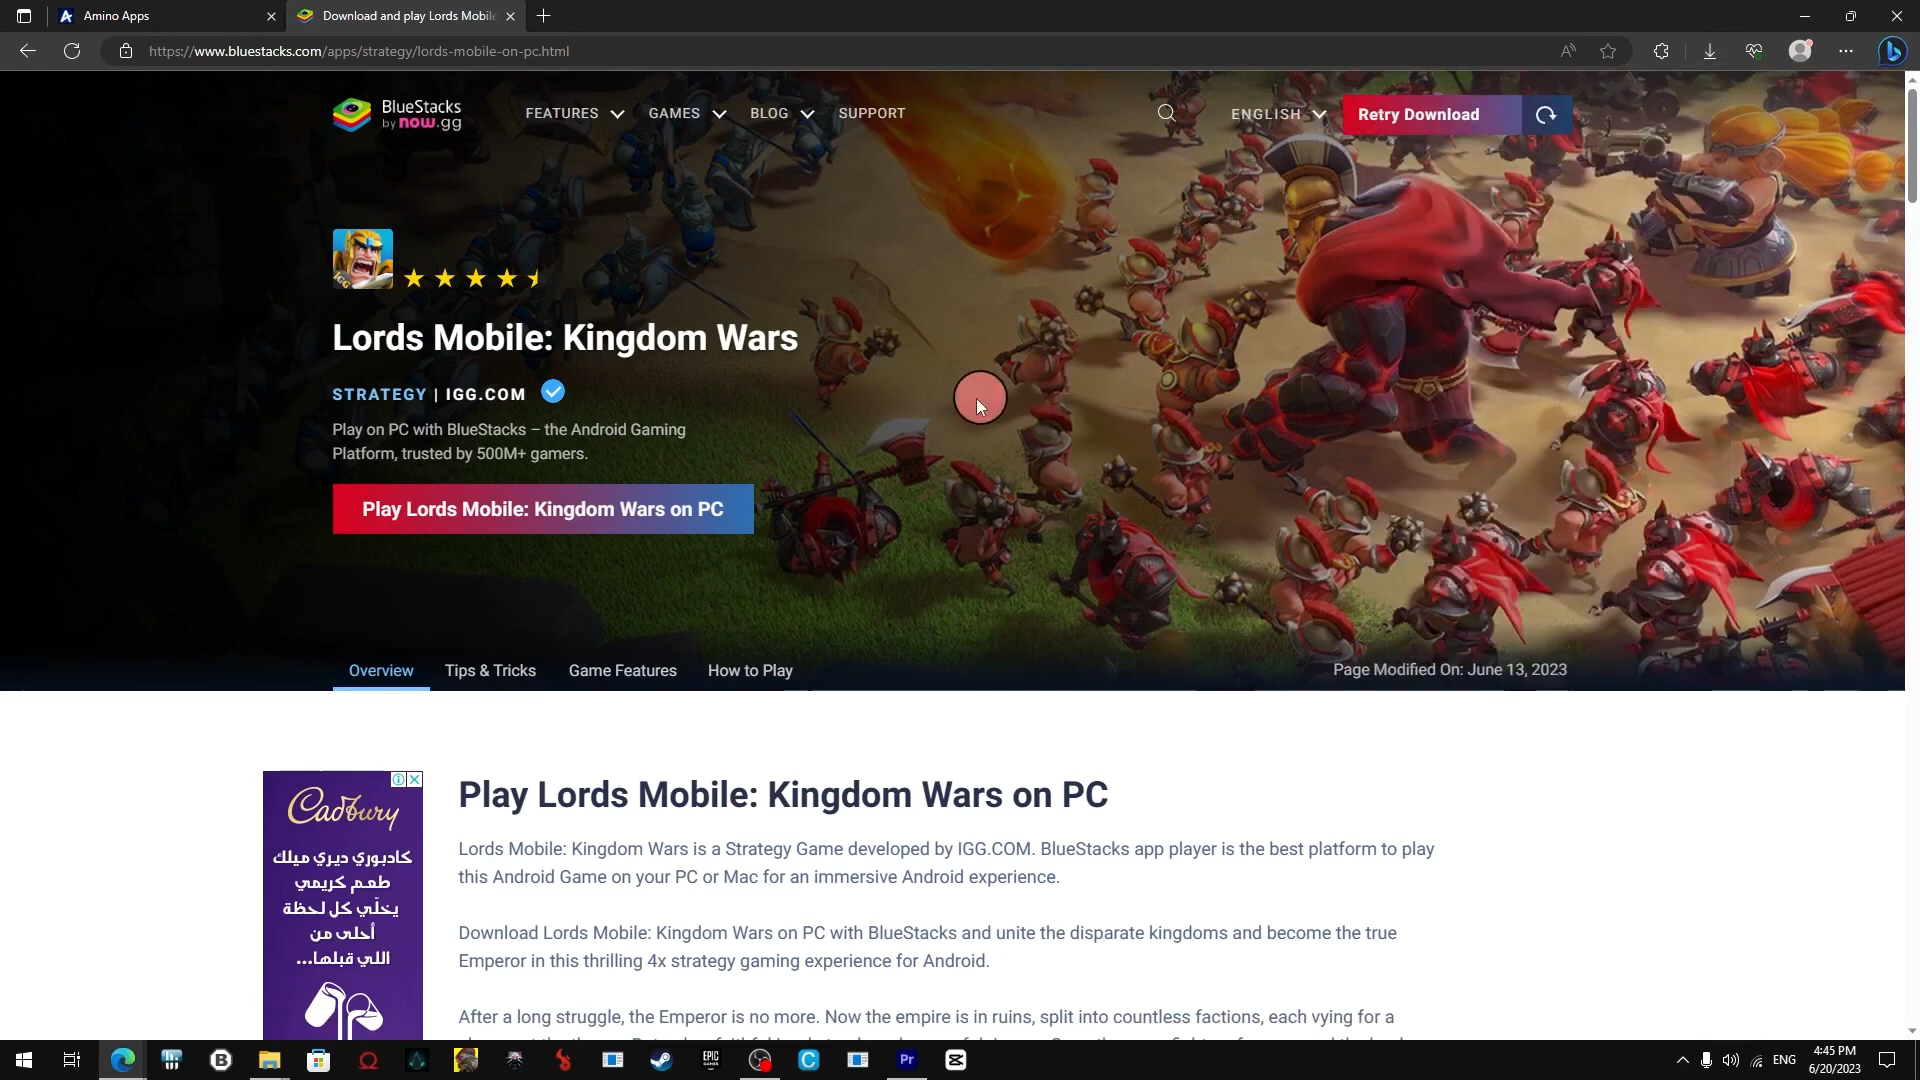 Amino Apps
Download and play Lords Mobile
https://www.bluestacks.com/apps/strategy/lords-mobile-on-pc.html
BlueStacks
by now.gg
FEATURES
GAMES
BLOG
SUPPORT
ENGLISH
Retry Download
IGG
Lords Mobile: Kingdom Wars
STRATEGY | IGG.COM
Play on PC with BlueStacks – the Android Gaming
Platform, trusted by 500M+ gamers.
Play Lords Mobile: Kingdom Wars on PC
Overview
Tips & Tricks
Game Features
How to Play
Page Modified On: June 13, 2023
Cadbury
كادبوري ديري ميلك
طعم كريمي
يخلّي كل لحظة
أحلى من
اللي قبلها...
Play Lords Mobile: Kingdom Wars on PC
Lords Mobile: Kingdom Wars is a Strategy Game developed by IGG.COM. BlueStacks app player is the best platform to play
this Android Game on your PC or Mac for an immersive Android experience.
Download Lords Mobile: Kingdom Wars on PC with BlueStacks and unite the disparate kingdoms and become the true
Emperor in this thrilling 4x strategy gaming experience for Android.
After a long struggle, the Emperor is no more. Now the empire is in ruins, split into countless factions, each vying for a
EPIC
GAMES
Pr
ENG
4:45 PM
6/20/2023